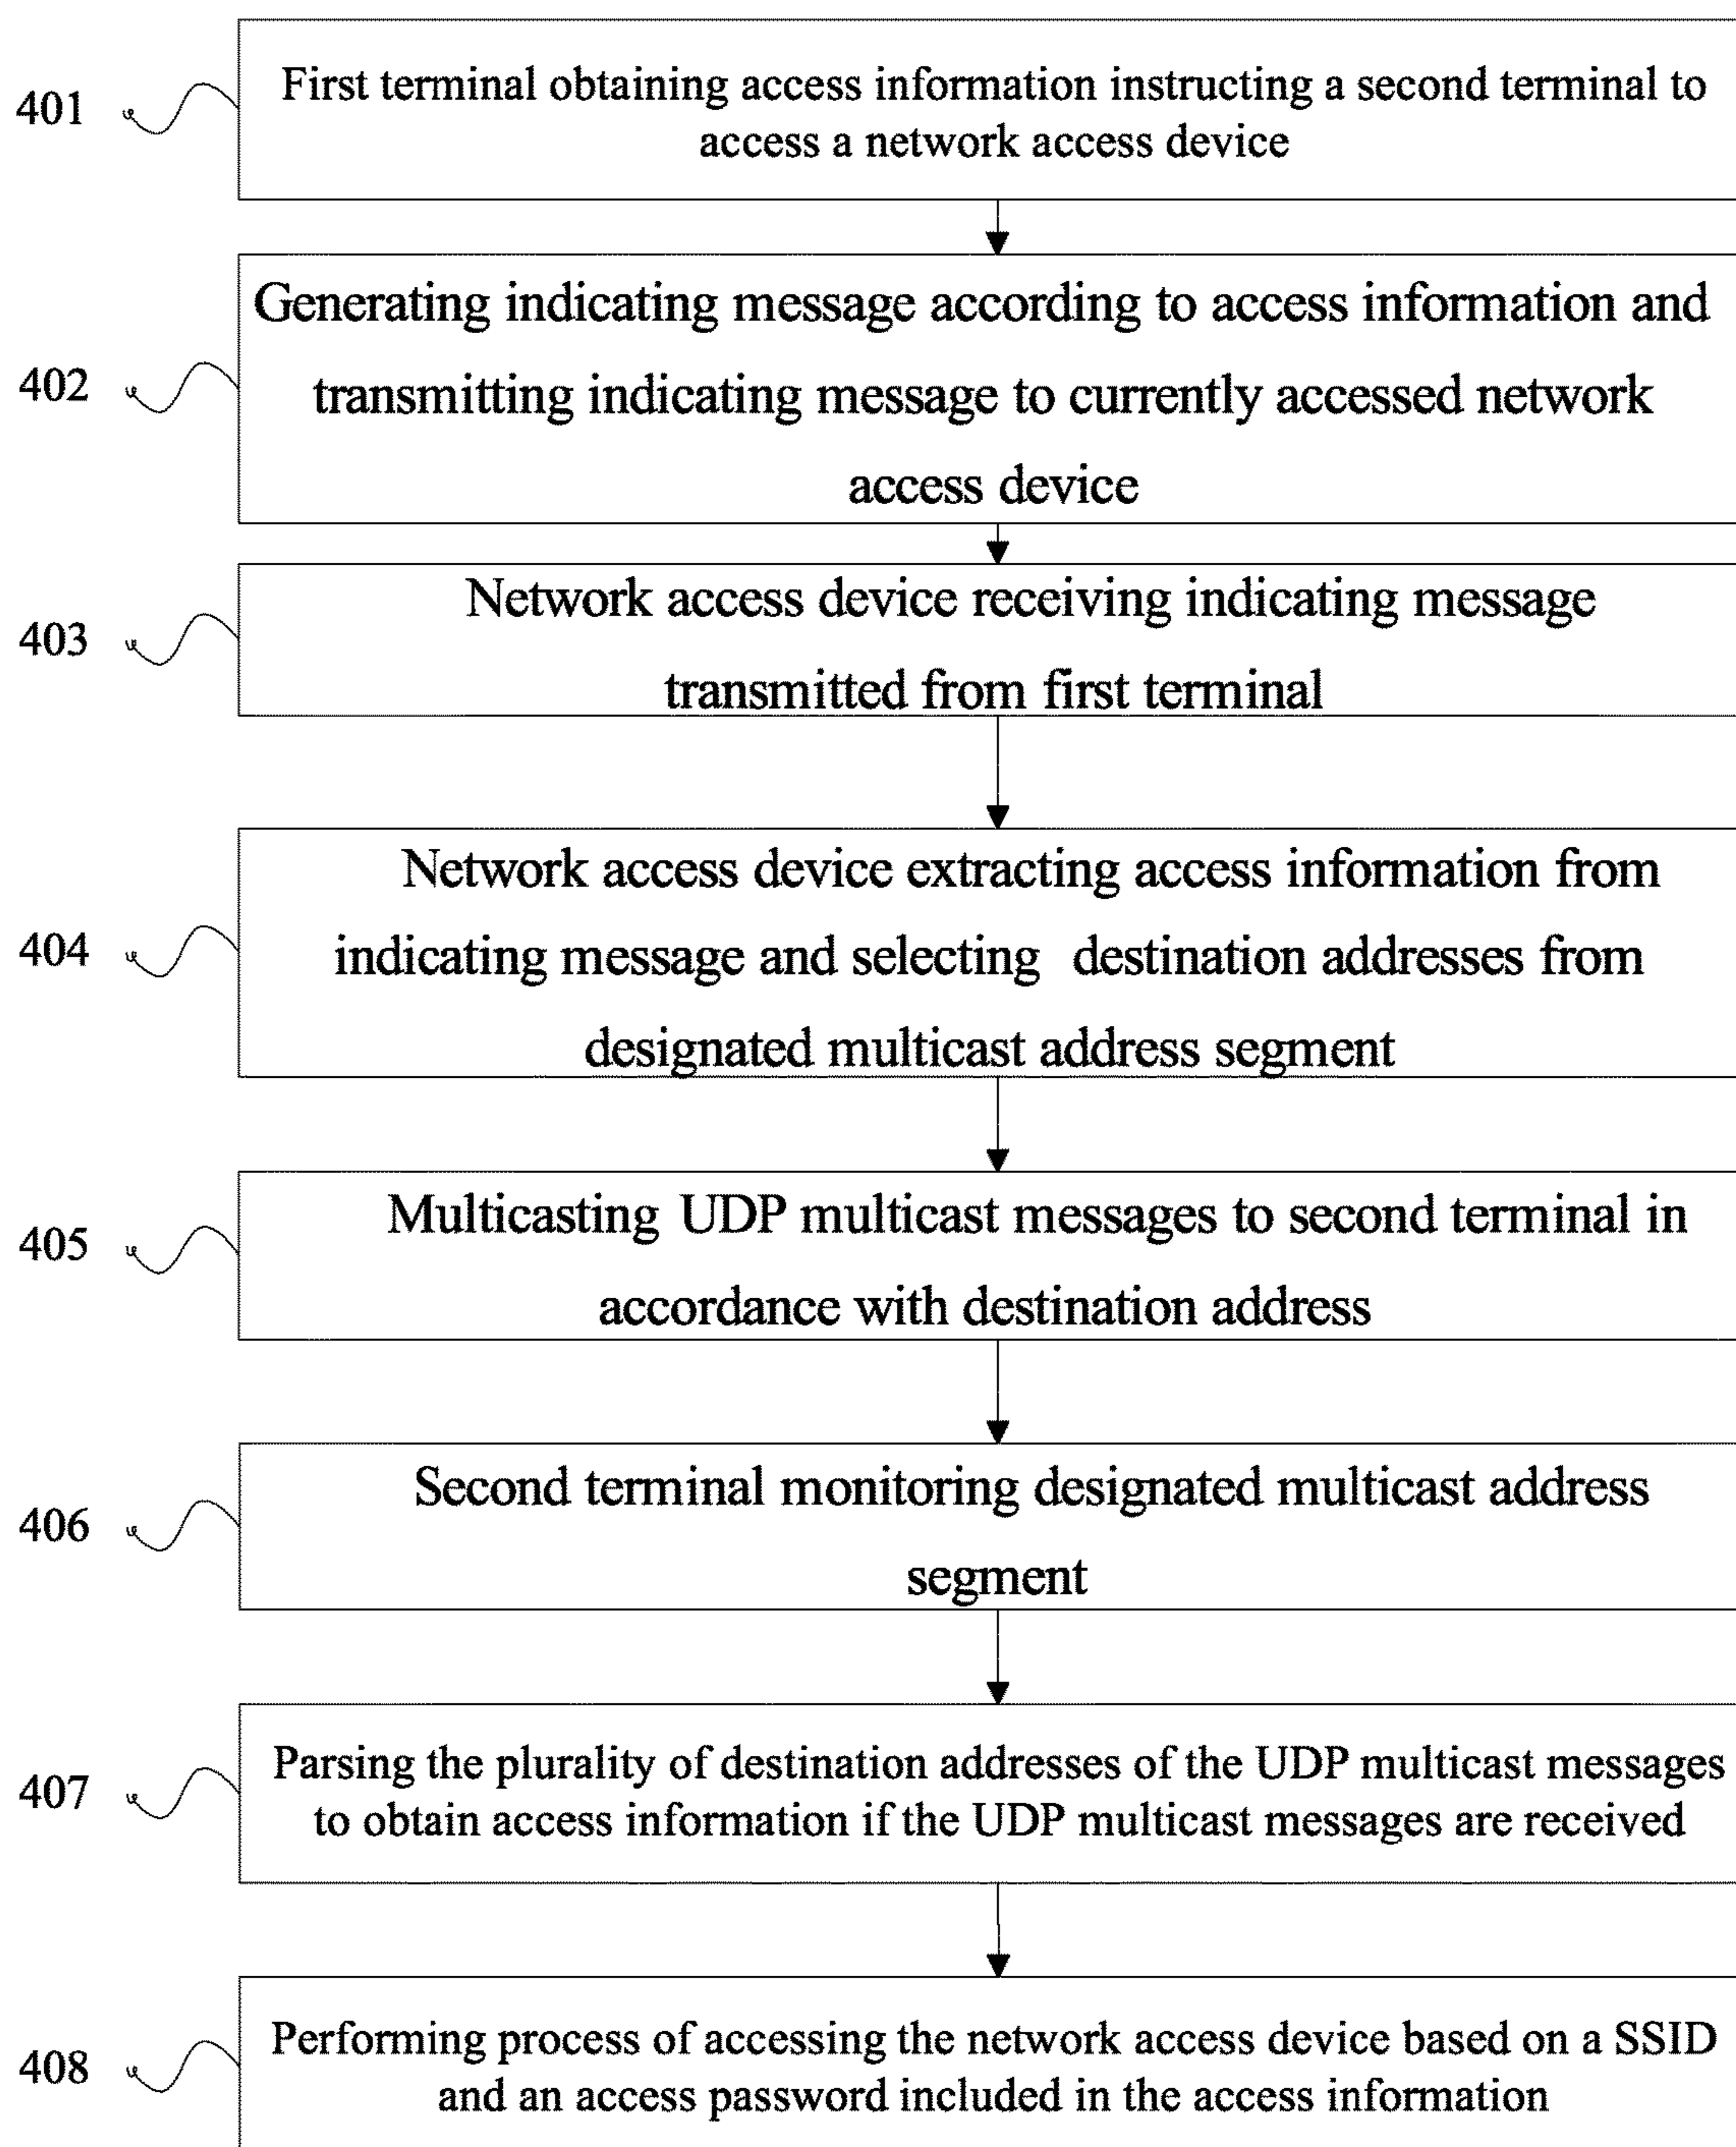 401
First terminal obtaining access information instructing a second terminal to
access a network access device
402
Generating indicating message according to access information and
transmitting indicating message to currently accessed network
access device
403
Network access device receiving indicating message
transmitted from first terminal
404
Network access device extracting access information from
indicating message and selecting destination addresses from
designated multicast address segment
405
Multicasting UDP multicast messages to second terminal in
accordance with destination address
406
Second terminal monitoring designated multicast address
segment
407
Parsing the plurality of destination addresses of the UDP multicast messages
to obtain access information if the UDP multicast messages are received
408
Performing process of accessing the network access device based on a SSID
and an access password included in the access information